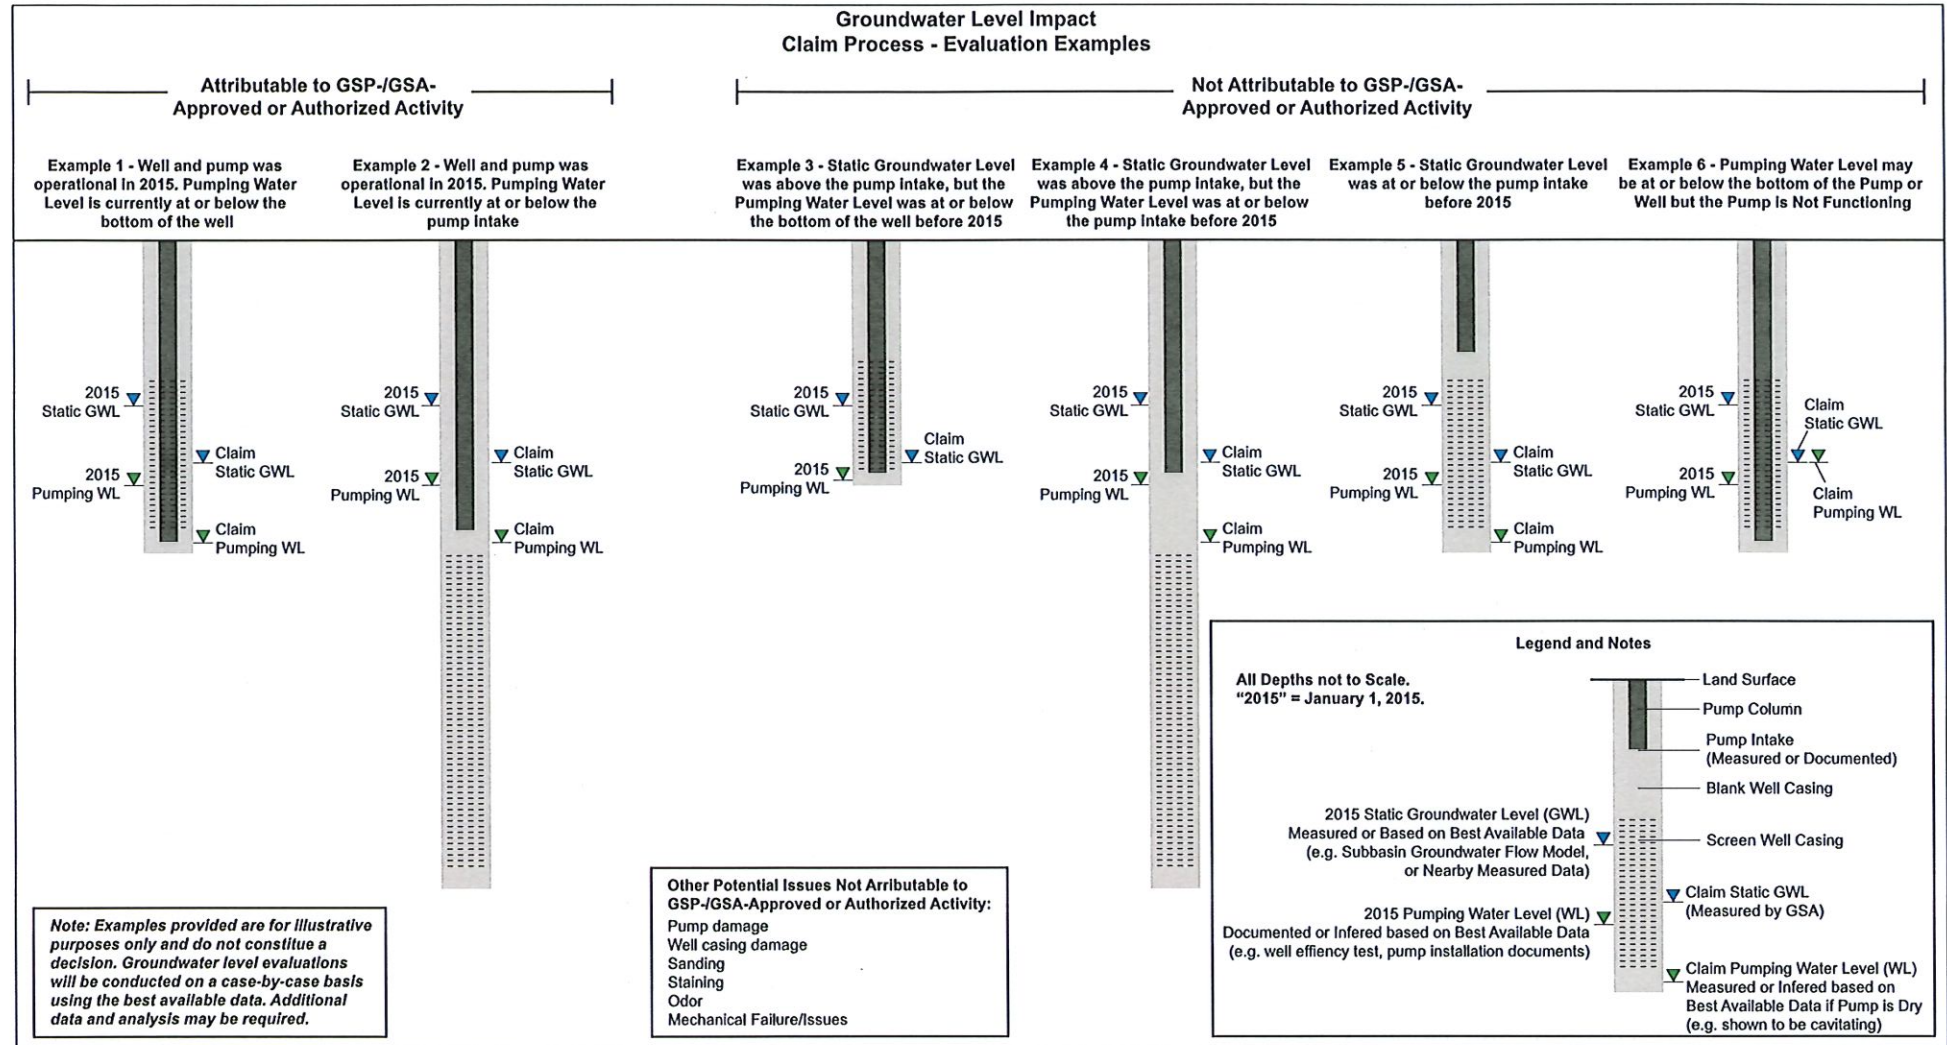 Groundwater Level Impact
Claim Process - Evaluation Examples
Attributable to GSP-/GSA-
Approved or Authorized Activity
Not Attributable to GSP-/GSA-
Approved or Authorized Activity
Example 1 - Well and pump was
operational in 2015. Pumping Water
Level is currently at or below the
bottom of the well
Example 2 - Well and pump was
operational in 2015. Pumping Water
Level is currently at or below the
pump intake
Example 3 - Static Groundwater Level
was above the pump intake, but the
Pumping Water Level was at or below
the bottom of the well before 2015
Example 4 - Static Groundwater Level
was above the pump intake, but the
Pumping Water Level was at or below
the pump intake before 2015
Example 5 - Static Groundwater Level
was at or below the pump intake
before 2015
Example 6 - Pumping Water Level may
be at or below the bottom of the Pump or
Well but the Pump is Not Functioning
2015
Static GWL
Claim
Static GWL
2015
Pumping WL
Claim
Pumping WL
2015
Static GWL
Claim
Static GWL
2015
Pumping WL
Claim
Pumping WL
2015
Static GWL
Claim
Static GWL
2015
Pumping WL
2015
Static GWL
Claim
Static GWL
2015
Pumping WL
Claim
Pumping WL
2015
Static GWL
Claim
Static GWL
2015
Pumping WL
Claim
Pumping WL
2015
Static GWL
Claim
Static GWL
2015
Pumping WL
Claim
Pumping WL
Note: Examples provided are for illustrative
purposes only and do not constitute a
decision. Groundwater level evaluations
will be conducted on a case-by-case basis
using the best available data. Additional
data and analysis may be required.
Other Potential Issues Not Arributable to
GSP-/GSA-Approved or Authorized Activity:
Pump damage
Well casing damage
Sanding
Staining
Odor
Mechanical Failure/Issues
Legend and Notes
All Depths not to Scale.
“2015” = January 1, 2015.
Land Surface
Pump Column
Pump Intake
(Measured or Documented)
Blank Well Casing
2015 Static Groundwater Level (GWL)
Measured or Based on Best Available Data
(e.g. Subbasin Groundwater Flow Model,
or Nearby Measured Data)
Screen Well Casing
Claim Static GWL
(Measured by GSA)
2015 Pumping Water Level (WL)
Documented or Infered based on Best Available Data
(e.g. well effiency test, pump installation documents)
Claim Pumping Water Level (WL)
Measured or Infered based on
Best Available Data if Pump is Dry
(e.g. shown to be cavitating)